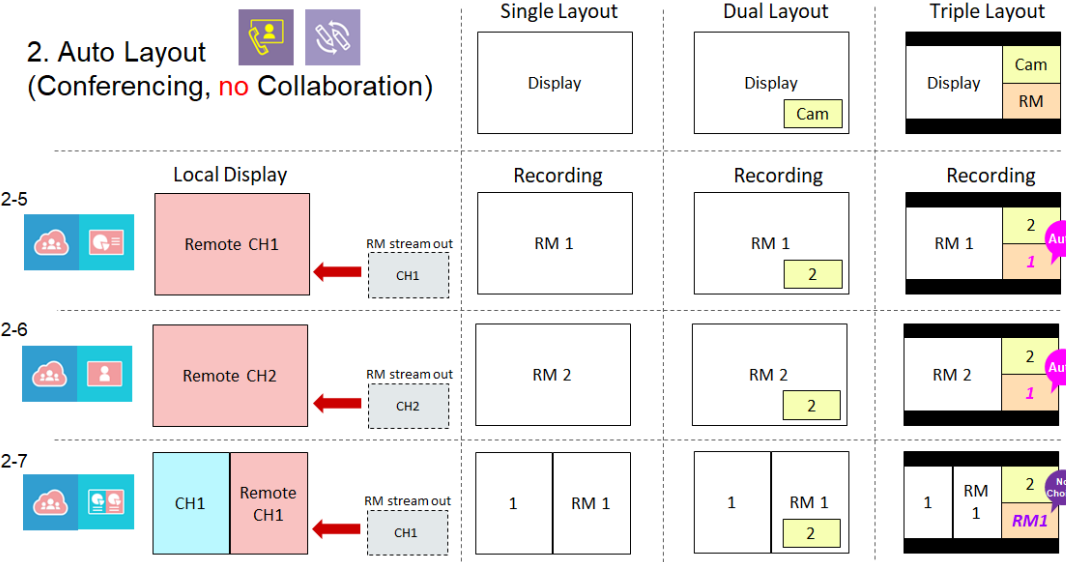 2. Auto Layout
(Conferencing, no Collaboration)
Single Layout
Dual Layout
Triple Layout
Display
Display
Cam
Display
Cam
RM
Local Display
Recording
Recording
Recording
2-5
Remote CH1
RM stream out
CH1
RM 1
RM 1
2
RM 1
2
1
2-6
Remote CH2
RM stream out
CH2
RM 2
RM 2
2
RM 2
2
1
2-7
CH1
Remote
CH1
RM stream out
CH1
1
RM 1
1
RM 1
2
1
RM
1
2
RM1